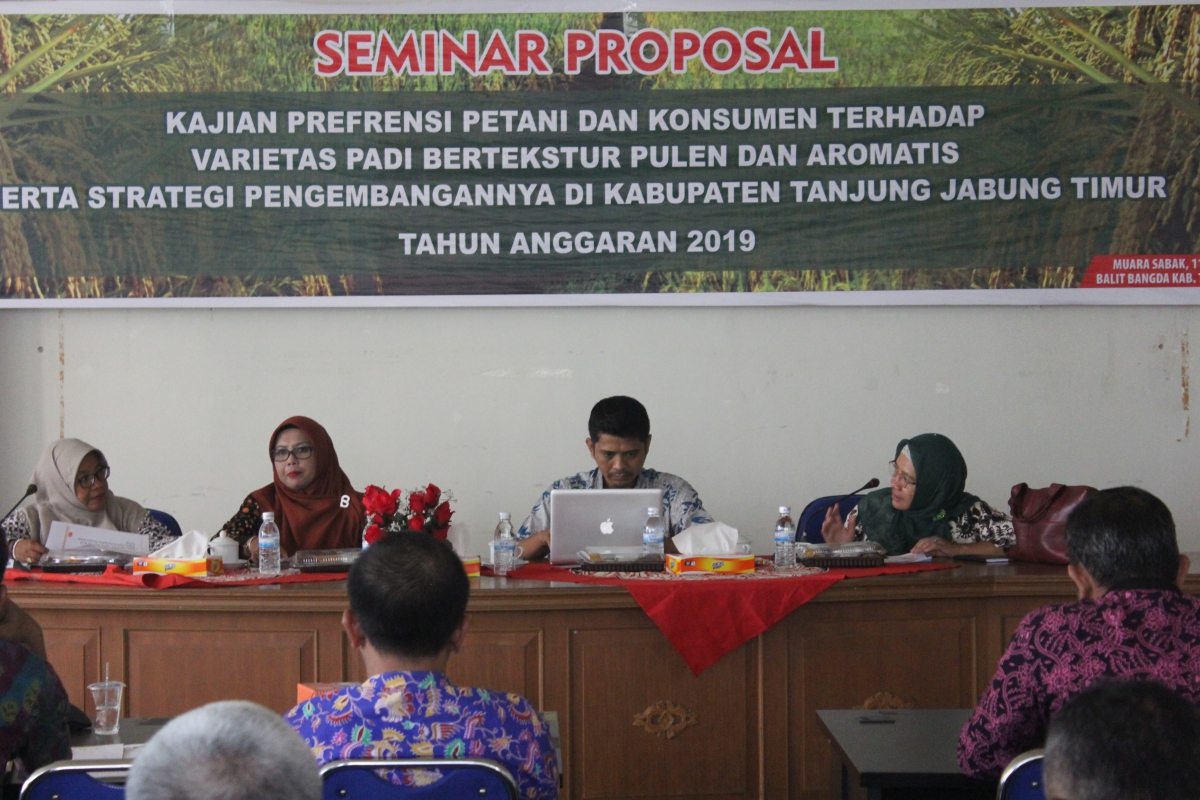 SEMINAR PROPOSAL
KAJIAN PREFRENSI PETANI DAN KONSUMEN TERHADAP
VARIETAS PADI BERTEKSTUR PULEN DAN AROMATIS
ERTA STRATEGI PENGEMBANGANNYA DI KABUPATEN TANJUNG JABUNG TIMUR
TAHUN ANGGARAN 2019
MUARA SABAK, 1
BALIT BANGDA KAB.